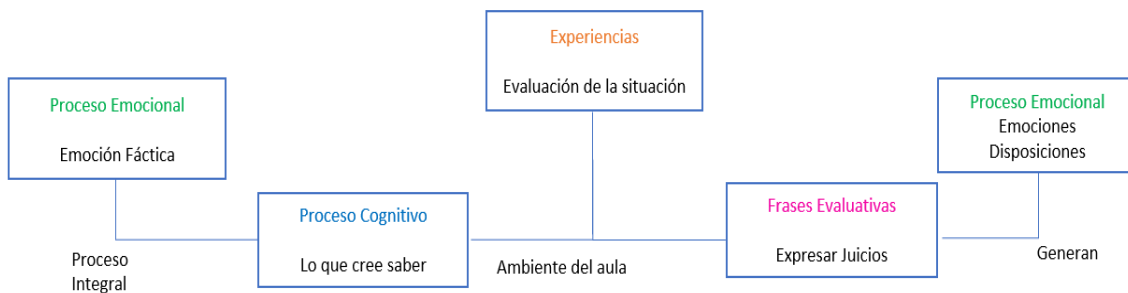 Experiencias
Evaluación de la situación
Proceso Emocional
Emoción Fáctica
Proceso Emocional
Emociones
Disposiciones
Proceso Cognitivo
Lo que cree saber
Frases Evaluativas
Expresar Juicios
Proceso
Integral
Ambiente del aula
Generan